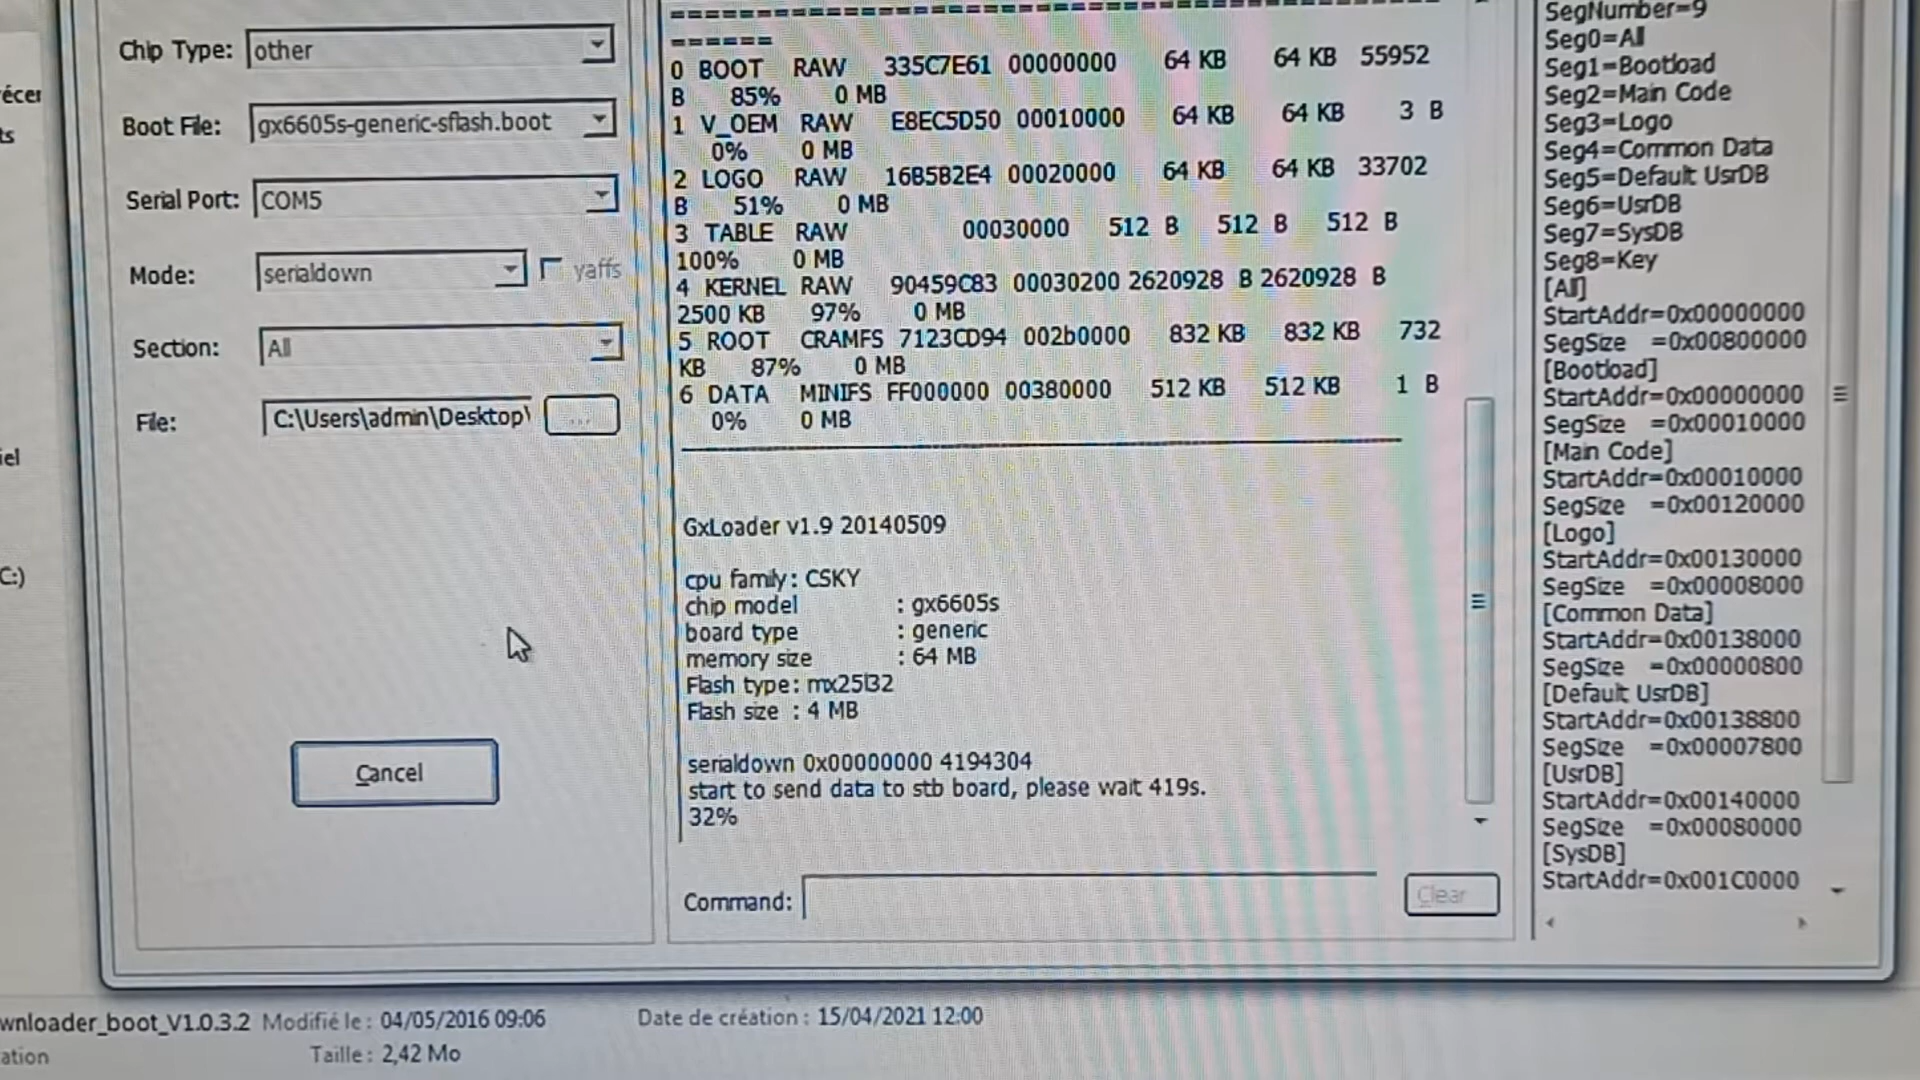 écer
ts
iel
C:)
Chip Type: other
Boot File: gx6605s-generic-sflash.boot
Serial Port: COM5
Mode: serialdown yaffs
Section: All
File: C:\Users\admin\Desktop\ ...
Cancel
0 BOOT RAW 335C7E61 00000000 64 KB 64 KB 55952
B 85% 0 MB
1 V_OEM RAW E8EC5D50 00010000 64 KB 64 KB 3 B
0% 0 MB
2 LOGO RAW 16B5B2E4 00020000 64 KB 64 KB 33702
B 51% 0 MB
3 TABLE RAW 00030000 512 B 512 B 512 B
100% 0 MB
4 KERNEL RAW 90459C83 00030200 2620928 B 2620928 B
2500 KB 97% 0 MB
5 ROOT CRAMFS 7123CD94 002b0000 832 KB 832 KB 732
KB 87% 0 MB
6 DATA MINIFS FF000000 00380000 512 KB 512 KB 1 B
0% 0 MB
GxLoader v1.9 20140509
cpu family: CSKY
chip model : gx6605s
board type : generic
memory size : 64 MB
Flash type: mx25l32
Flash size : 4 MB
serialdown 0x00000000 4194304
start to send data to stb board, please wait 419s.
32%
Command:
Clear
SegNumber=9
Seg0=All
Seg1=Bootload
Seg2=Main Code
Seg3=Logo
Seg4=Common Data
Seg5=Default UsrDB
Seg6=UsrDB
Seg7=SysDB
Seg8=Key
[All]
StartAddr=0x00000000
SegSize =0x00800000
[Bootload]
StartAddr=0x00000000
SegSize =0x00010000
[Main Code]
StartAddr=0x00010000
SegSize =0x00120000
[Logo]
StartAddr=0x00130000
SegSize =0x00008000
[Common Data]
StartAddr=0x00138000
SegSize =0x00000800
[Default UsrDB]
StartAddr=0x00138800
SegSize =0x00007800
[UsrDB]
StartAddr=0x00140000
SegSize =0x00080000
[SysDB]
StartAddr=0x001C0000
wnloader_boot_V1.0.3.2 Modifié le : 04/05/2016 09:06 Date de création : 15/04/2021 12:00
ation Taille : 2,42 Mo